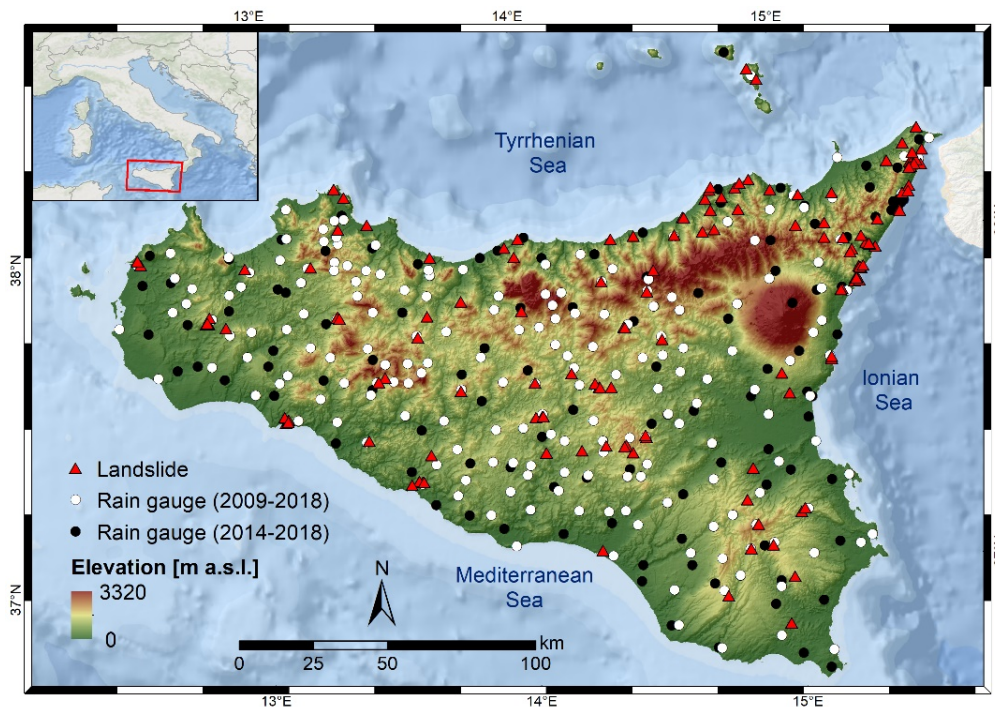 13°E
14°E
15°E
Tyrrhenian
Sea
38°N
38°N
Ionian
Sea
Landslide
Rain gauge (2009-2018)
Rain gauge (2014-2018)
Elevation [m a.s.l.]
3320
0
N
Mediterranean
Sea
37°N
km
0
25
50
100
13°E
14°E
15°E